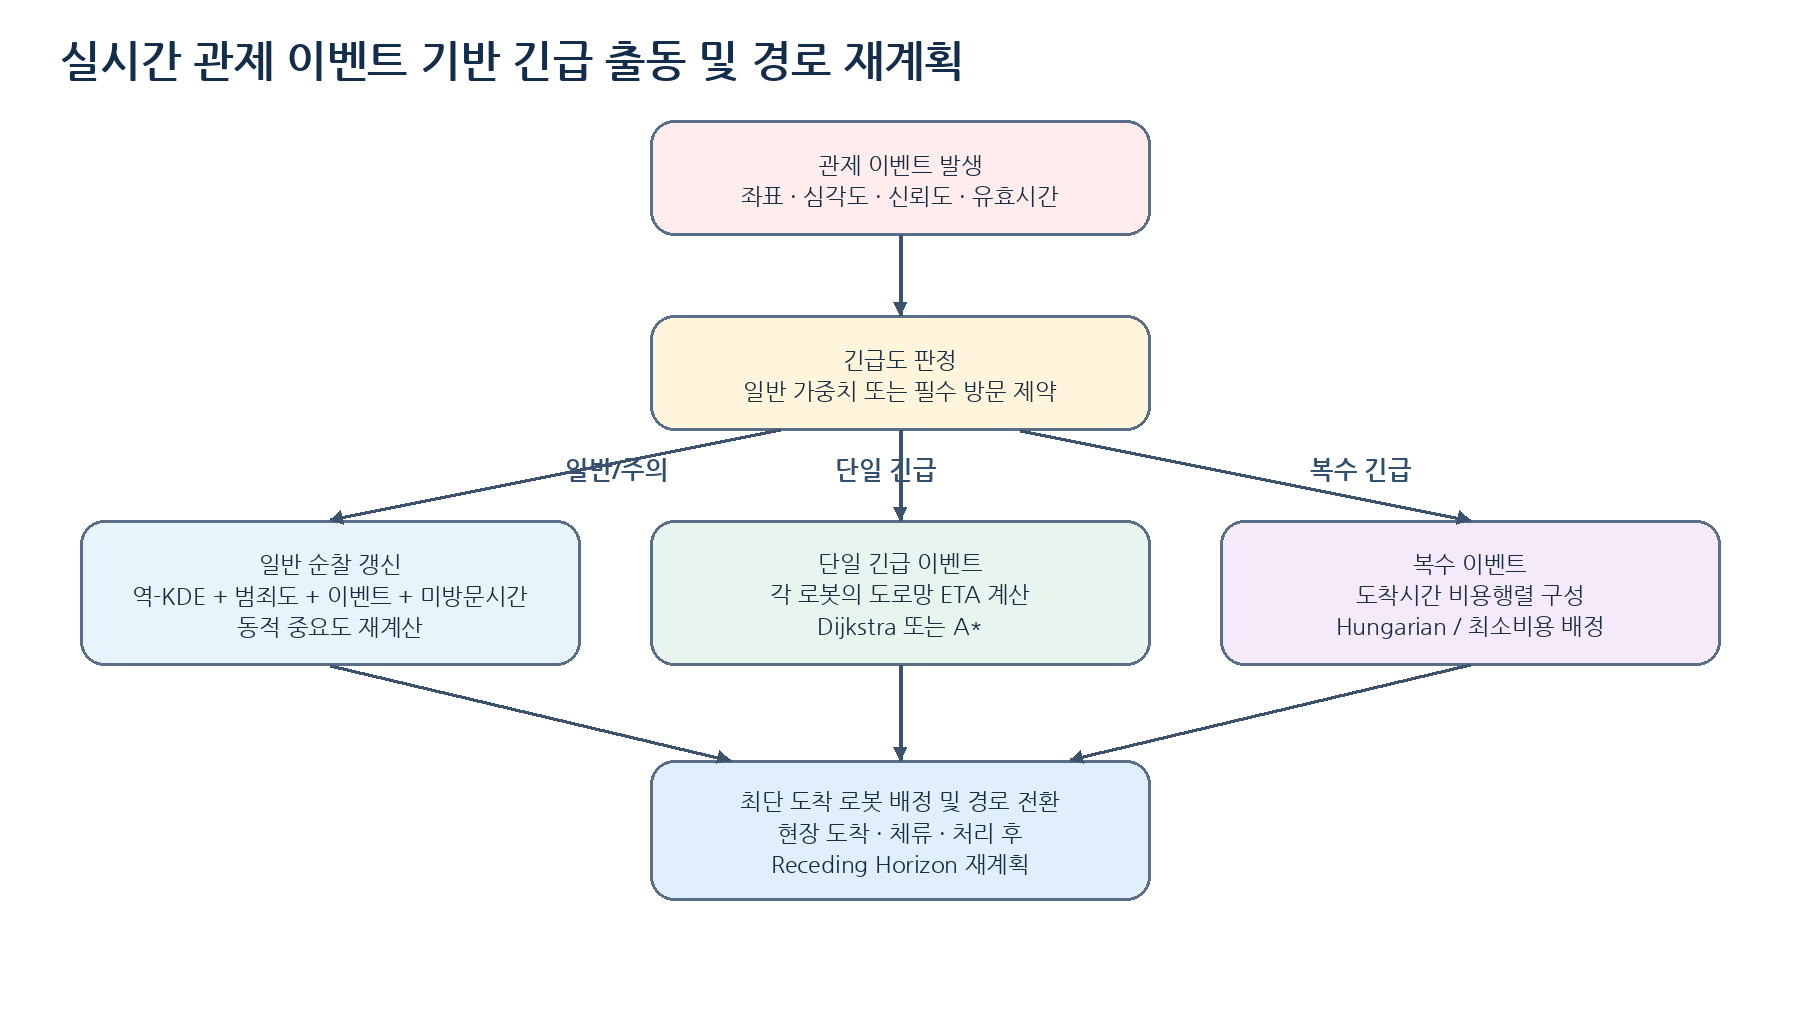 실시간 관제 이벤트 기반 긴급 출동 및 경로 재계획
관제 이벤트 발생
좌표 · 심각도 · 신뢰도 · 유효시간
긴급도 판정
일반 가중치 또는 필수 방문 제약
일반/주의
단일 긴급
복수 긴급
일반 순찰 갱신
역-KDE + 범죄도 + 이벤트 + 미방문시간
동적 중요도 재계산
단일 긴급 이벤트
각 로봇의 도로망 ETA 계산
Dijkstra 또는 A*
복수 이벤트
도착시간 비용행렬 구성
Hungarian / 최소비용 배정
최단 도착 로봇 배정 및 경로 전환
현장 도착 · 체류 · 처리 후
Receding Horizon 재계획